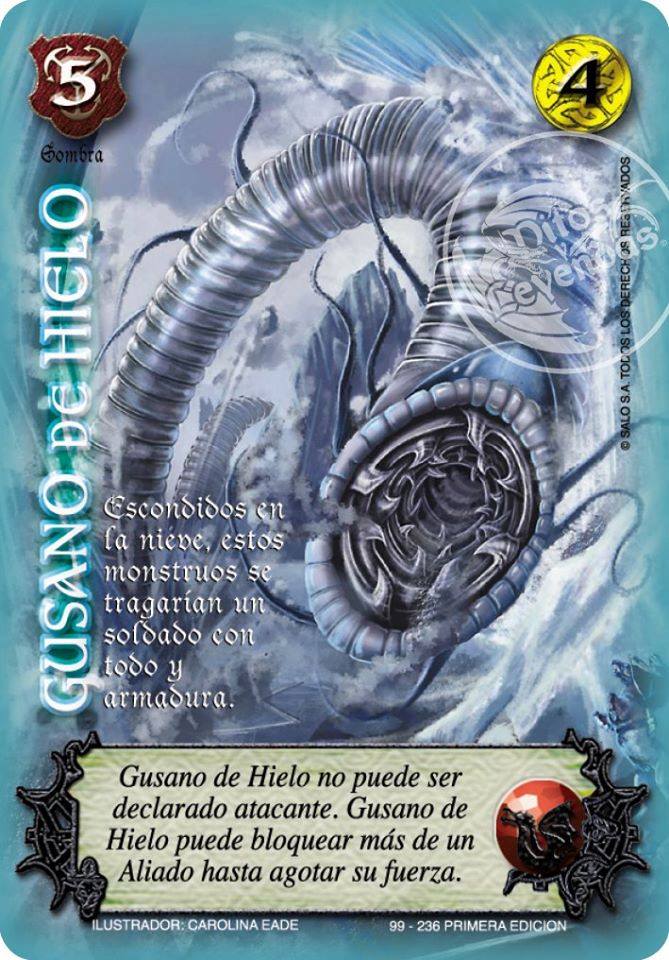 5
4
Sombra
GUSANO DE HIELO
Mitos y
Leyendas
© SALO S.A. TODOS LOS DERECHOS RESERVADOS
Escondidos en
la nieve, estos
monstruos se
tragarían un
soldado con
todo y
armadura.
Gusano de Hielo no puede ser
declarado atacante. Gusano de
Hielo puede bloquear más de un
Aliado hasta agotar su fuerza.
ILUSTRADOR: CAROLINA EADE
99 - 236 PRIMERA EDICION